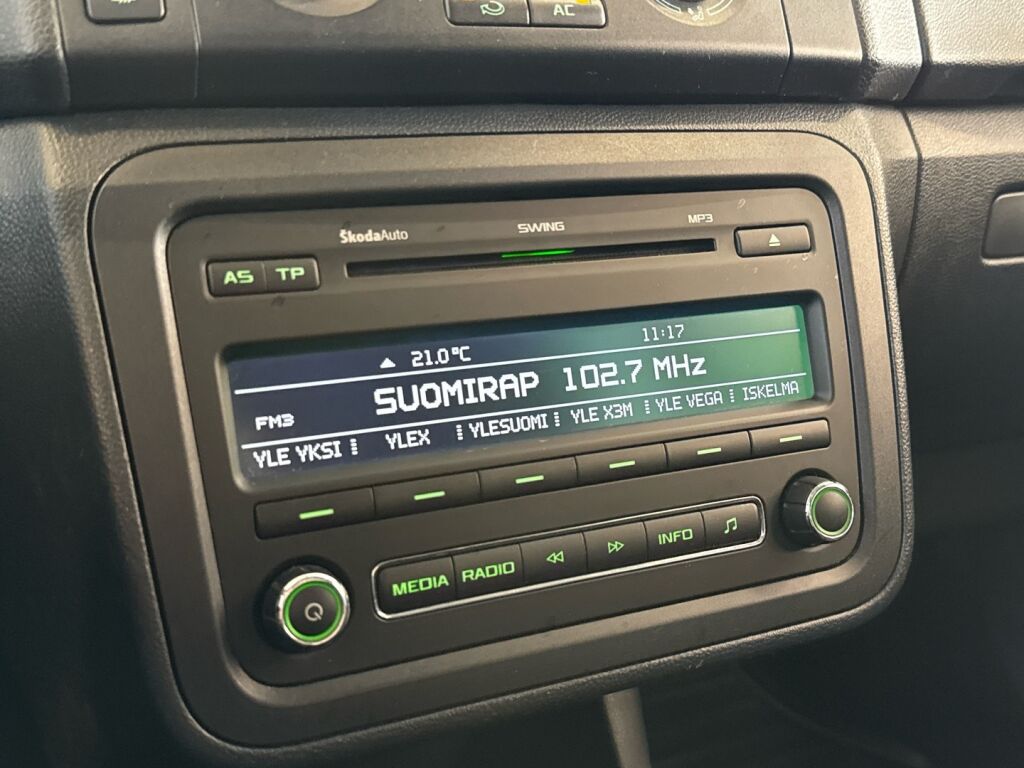 AC
ŠkodaAuto SWING MP3
AS TP
21.0°C 11:17
FM3 SUOMIRAP 102.7 MHz
YLE YKSI YLEX YLESUOMI YLE X3M YLE VEGA ISKELMA
MEDIA RADIO INFO